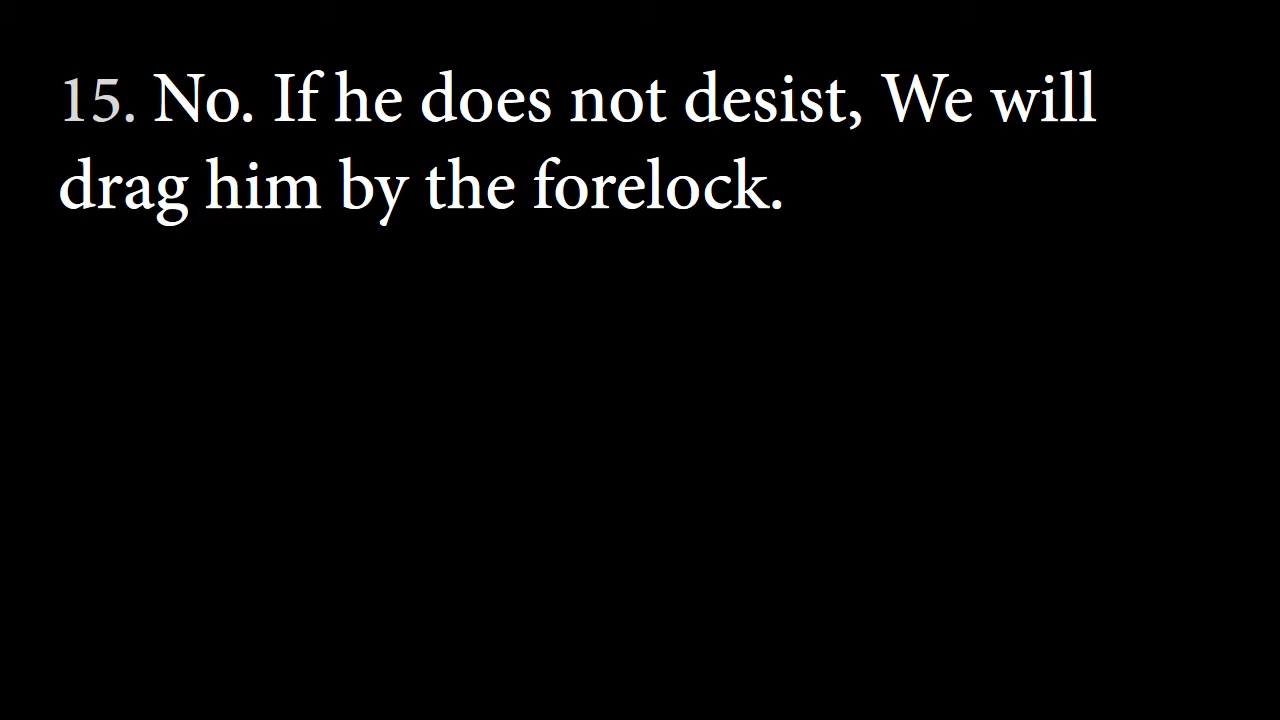 15. No. If he does not desist, We will
drag him by the forelock.